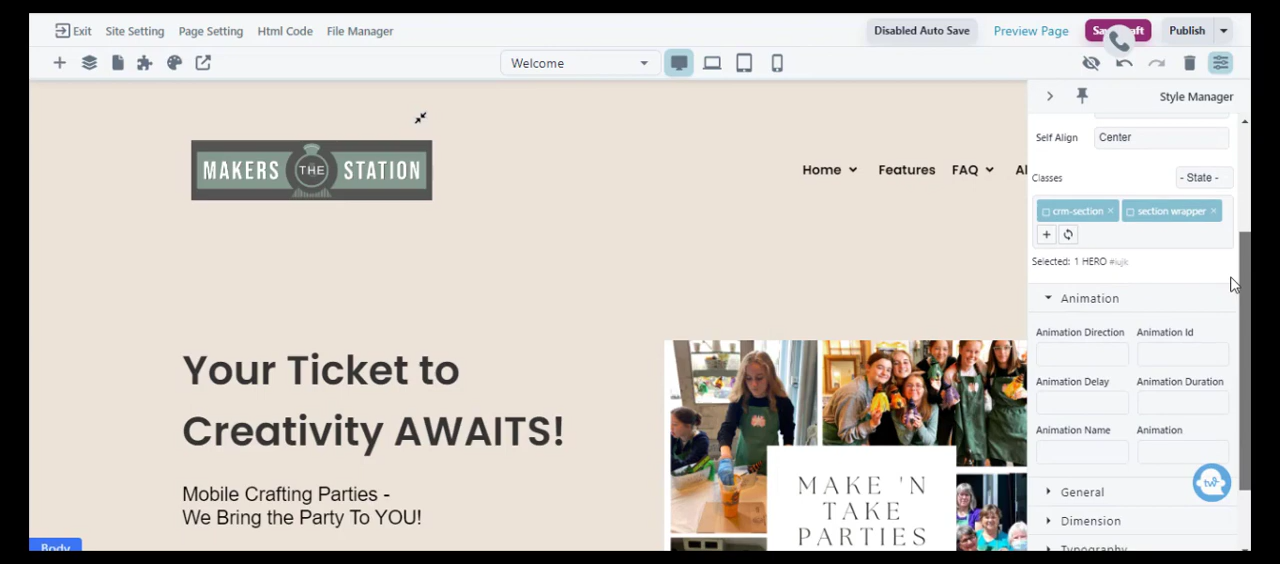 Exit Site Setting Page Setting Html Code File Manager Disabled Auto Save Preview Page Publish
Welcome
Style Manager
Self Align Center
Classes - State -
crm-section × section wrapper ×
+
Selected: 1 HERO #iujk
Animation
Animation Direction Animation Id
Animation Delay Animation Duration
Animation Name Animation
General
Dimension
Typography
MAKERS THE STATION
Home Features FAQ
Your Ticket to
Creativity AWAITS!
Mobile Crafting Parties -
We Bring the Party To YOU!
MAKE 'N
TAKE
PARTIES
Body